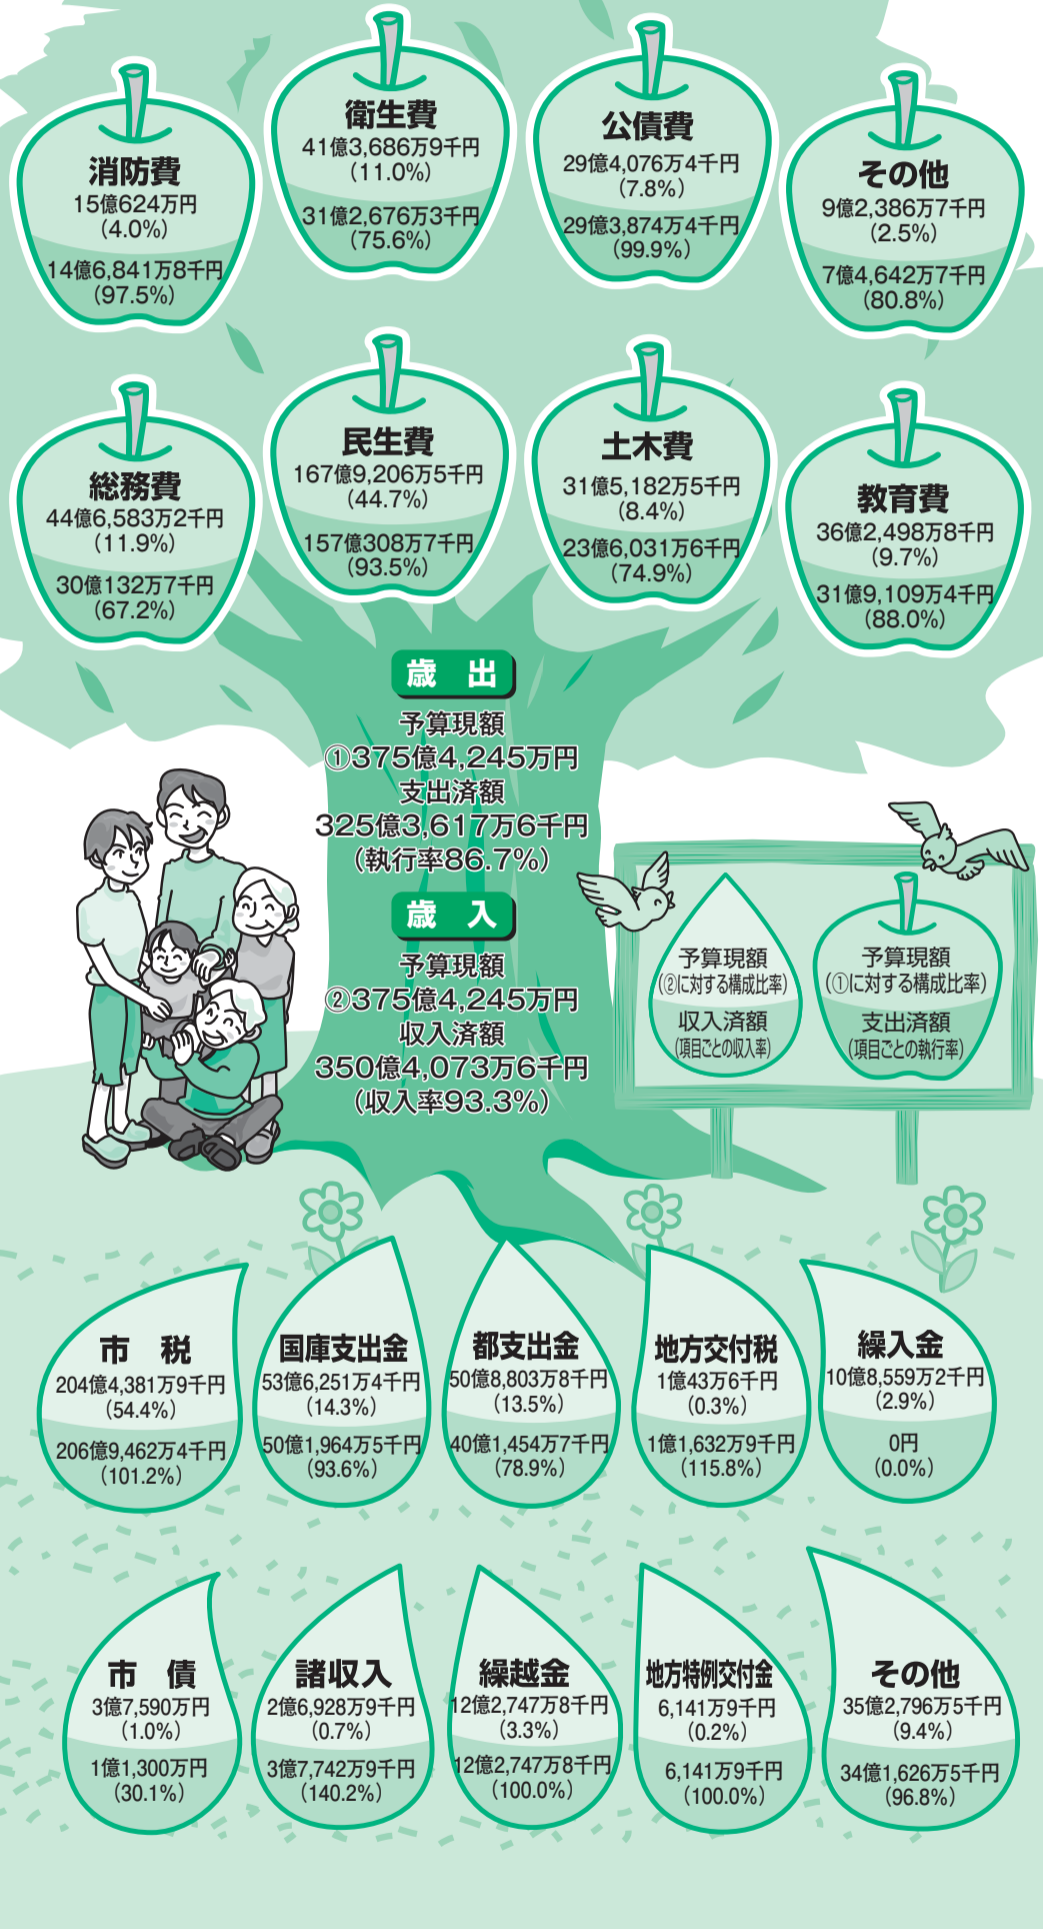 消防費
15億624万円
(4.0%)
14億6,841万8千円
(97.5%)
衛生費
41億3,686万9千円
(11.0%)
31億2,676万3千円
(75.6%)
公債費
29億4,076万4千円
(7.8%)
29億3,874万4千円
(99.9%)
その他
9億2,386万7千円
(2.5%)
7億4,642万7千円
(80.8%)
総務費
44億6,583万2千円
(11.9%)
30億132万7千円
(67.2%)
民生費
167億9,206万5千円
(44.7%)
157億308万7千円
(93.5%)
土木費
31億5,182万5千円
(8.4%)
23億6,031万6千円
(74.9%)
教育費
36億2,498万8千円
(9.7%)
31億9,109万4千円
(88.0%)
歳 出
予算現額
①375億4,245万円
支出済額
325億3,617万6千円
(執行率86.7%)
歳 入
予算現額
②375億4,245万円
収入済額
350億4,073万6千円
(収入率93.3%)
予算現額
(②に対する構成比率)
収入済額
(項目ごとの収入率)
予算現額
(①に対する構成比率)
支出済額
(項目ごとの執行率)
市 税
204億4,381万9千円
(54.4%)
206億9,462万4千円
(101.2%)
国庫支出金
53億6,251万4千円
(14.3%)
50億1,964万5千円
(93.6%)
都支出金
50億8,803万8千円
(13.5%)
40億1,454万7千円
(78.9%)
地方交付税
1億43万6千円
(0.3%)
1億1,632万9千円
(115.8%)
繰入金
10億8,559万2千円
(2.9%)
0円
(0.0%)
市 債
3億7,590万円
(1.0%)
1億1,300万円
(30.1%)
諸収入
2億6,928万9千円
(0.7%)
3億7,742万9千円
(140.2%)
繰越金
12億2,747万8千円
(3.3%)
12億2,747万8千円
(100.0%)
地方特例交付金
6,141万9千円
(0.2%)
6,141万9千円
(100.0%)
その他
35億2,796万5千円
(9.4%)
34億1,626万5千円
(96.8%)